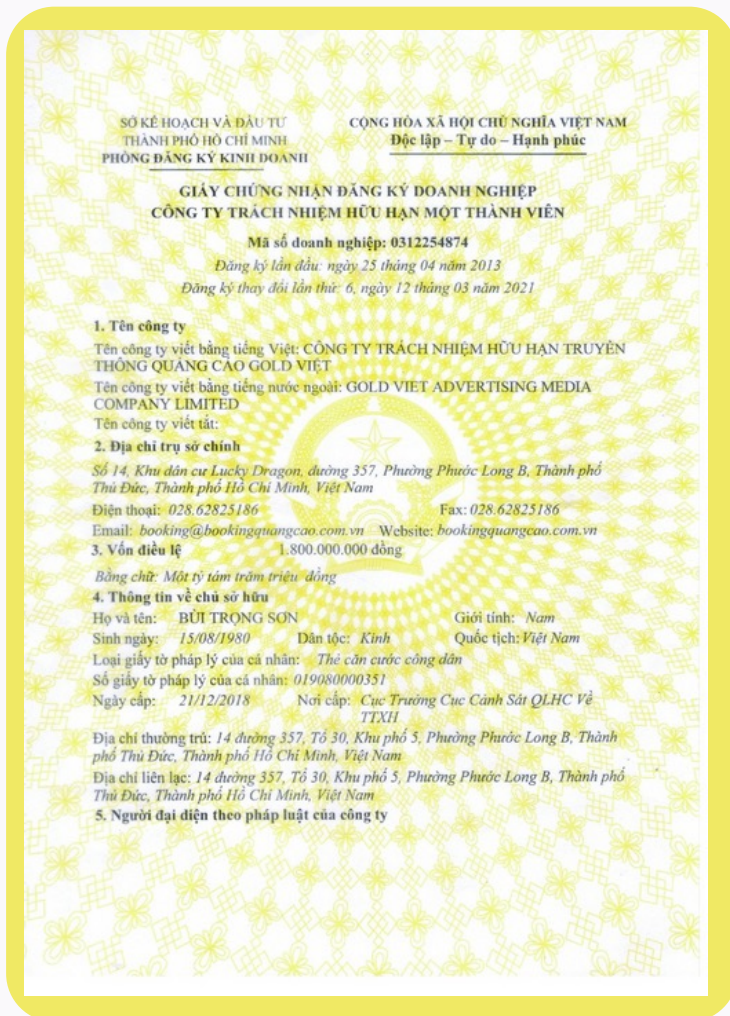 SỞ KẾ HOẠCH VÀ ĐẦU TƯ
THÀNH PHỐ HỒ CHÍ MINH
PHÒNG ĐĂNG KÝ KINH DOANH
CỘNG HÒA XÃ HỘI CHỦ NGHĨA VIỆT NAM
Độc lập – Tự do – Hạnh phúc
GIẤY CHỨNG NHẬN ĐĂNG KÝ DOANH NGHIỆP
CÔNG TY TRÁCH NHIỆM HỮU HẠN MỘT THÀNH VIÊN
Mã số doanh nghiệp: 0312254874
Đăng ký lần đầu: ngày 25 tháng 04 năm 2013
Đăng ký thay đổi lần thứ: 6, ngày 12 tháng 03 năm 2021
1. Tên công ty
Tên công ty viết bằng tiếng Việt: CÔNG TY TRÁCH NHIỆM HỮU HẠN TRUYỀN
THÔNG QUẢNG CÁO GOLD VIỆT
Tên công ty viết bằng tiếng nước ngoài: GOLD VIET ADVERTISING MEDIA
COMPANY LIMITED
Tên công ty viết tắt:
2. Địa chỉ trụ sở chính
Số 14, Khu dân cư Lucky Dragon, đường 357, Phường Phước Long B, Thành phố
Thủ Đức, Thành phố Hồ Chí Minh, Việt Nam
Điện thoại: 028.62825186 Fax: 028.62825186
Email: booking@bookingquangcao.com.vn Website: bookingquangcao.com.vn
3. Vốn điều lệ 1.800.000.000 đồng
Bằng chữ: Một tỷ tám trăm triệu đồng
4. Thông tin về chủ sở hữu
Họ và tên: BÙI TRỌNG SƠN Giới tính: Nam
Sinh ngày: 15/08/1980 Dân tộc: Kinh Quốc tịch: Việt Nam
Loại giấy tờ pháp lý của cá nhân: Thẻ căn cước công dân
Số giấy tờ pháp lý của cá nhân: 019080000351
Ngày cấp: 21/12/2018 Nơi cấp: Cục Trưởng Cục Cảnh Sát QLHC Về
TTXH
Địa chỉ thường trú: 14 đường 357, Tổ 30, Khu phố 5, Phường Phước Long B, Thành
phố Thủ Đức, Thành phố Hồ Chí Minh, Việt Nam
Địa chỉ liên lạc: 14 đường 357, Tổ 30, Khu phố 5, Phường Phước Long B, Thành phố
Thủ Đức, Thành phố Hồ Chí Minh, Việt Nam
5. Người đại diện theo pháp luật của công ty